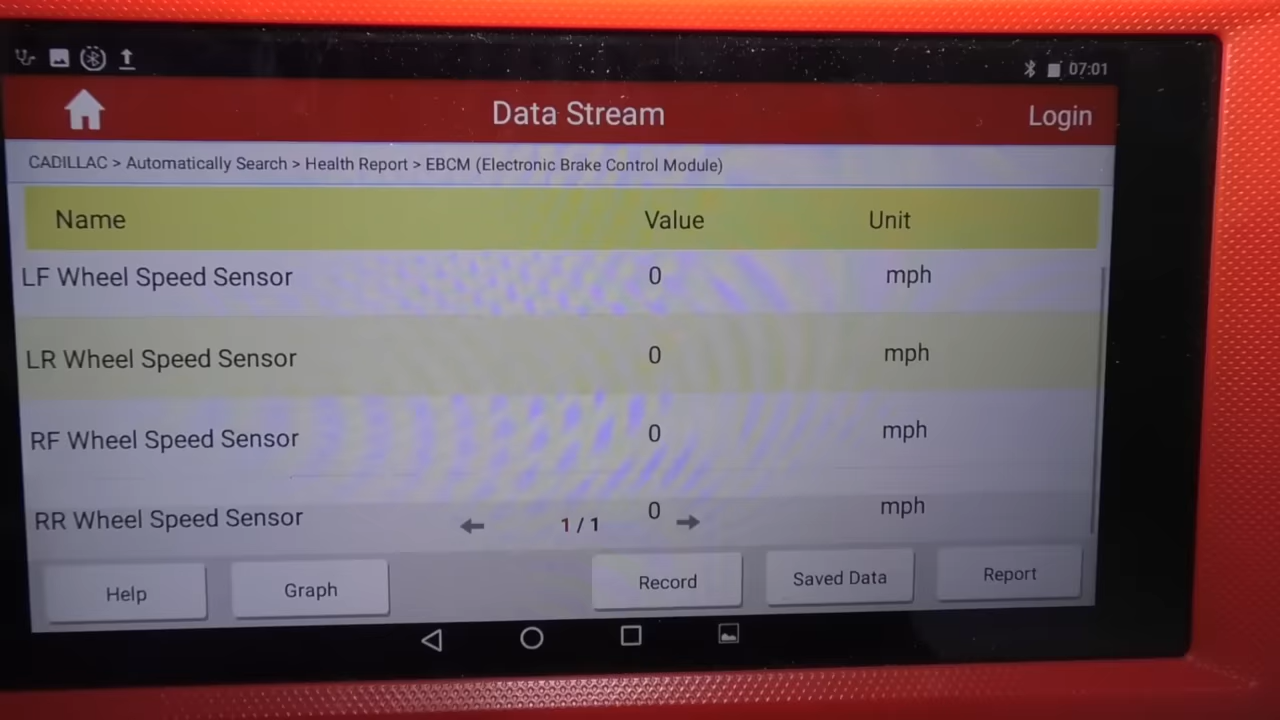 07:01
Data Stream
Login
CADILLAC > Automatically Search > Health Report > EBCM (Electronic Brake Control Module)
Name Value Unit
LF Wheel Speed Sensor 0 mph
LR Wheel Speed Sensor 0 mph
RF Wheel Speed Sensor 0 mph
RR Wheel Speed Sensor 0 mph
1 / 1
Help Graph Record Saved Data Report